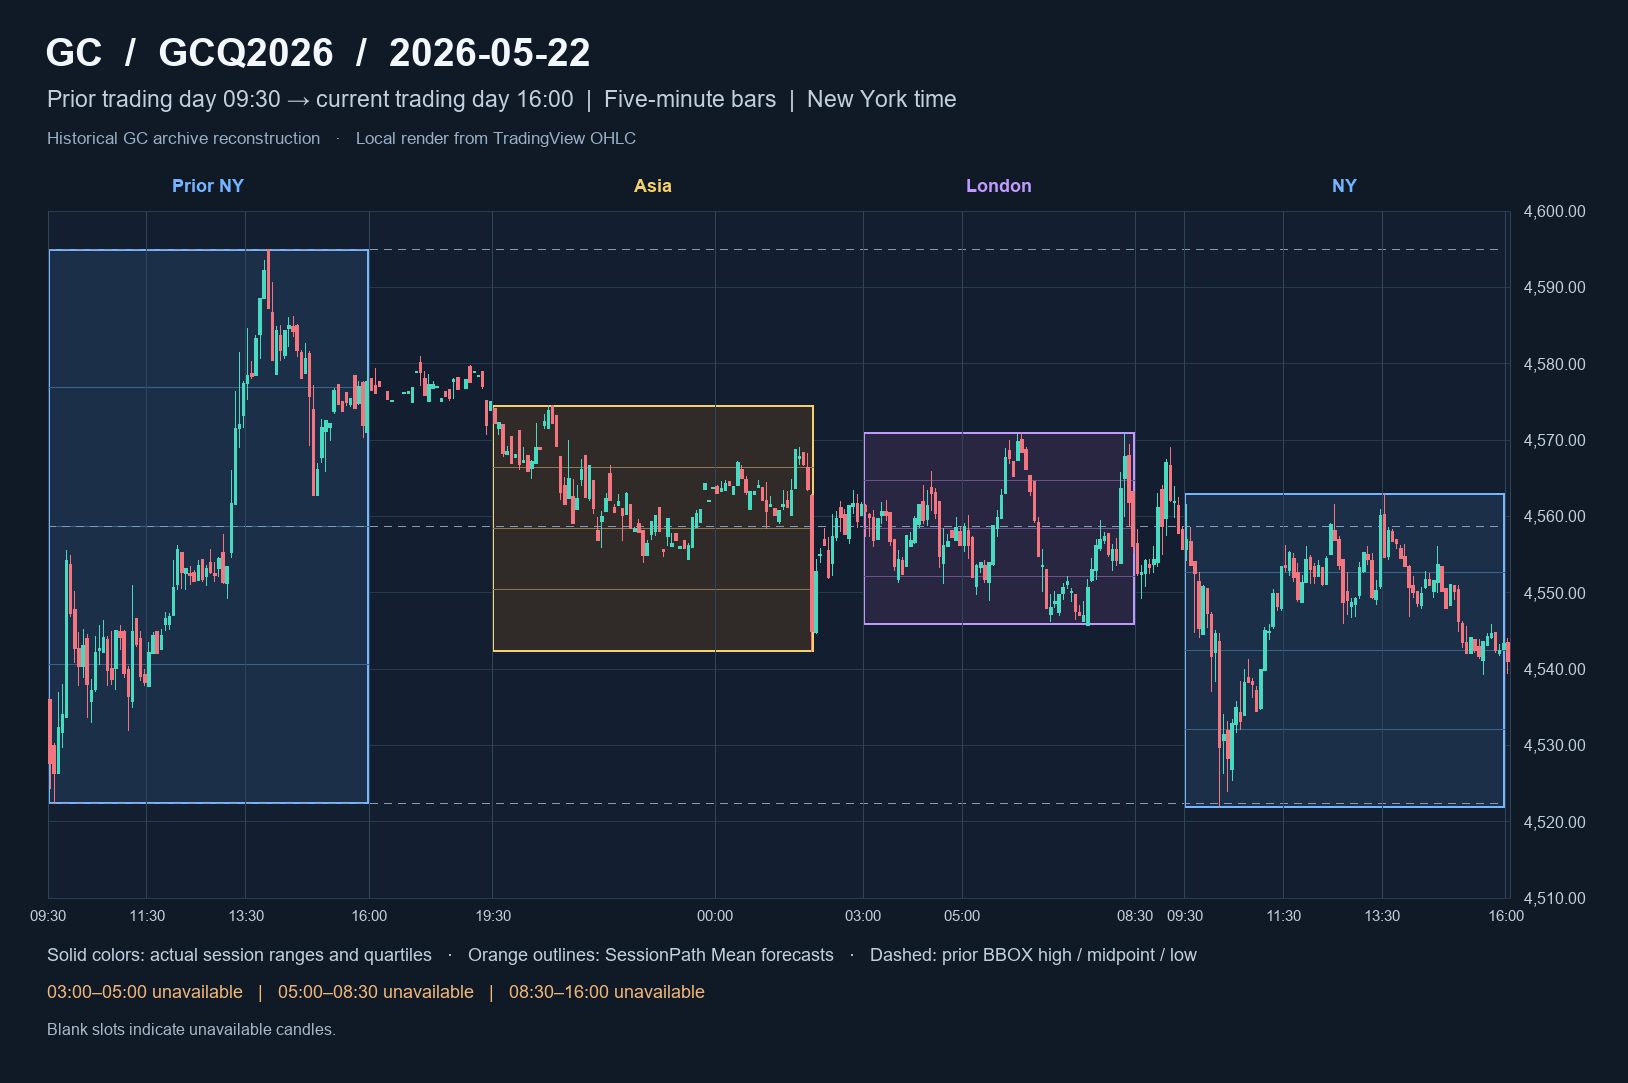 GC / GCQ2026 / 2026-05-22
Prior trading day 09:30 → current trading day 16:00 | Five-minute bars | New York time
Historical GC archive reconstruction · Local render from TradingView OHLC
Prior NY Asia London NY
4,600.00
4,590.00
4,580.00
4,570.00
4,560.00
4,550.00
4,540.00
4,530.00
4,520.00
4,510.00
09:30 11:30 13:30 16:00 19:30 00:00 03:00 05:00 08:30 09:30 11:30 13:30 16:00
Solid colors: actual session ranges and quartiles · Orange outlines: SessionPath Mean forecasts · Dashed: prior BBOX high / midpoint / low
03:00–05:00 unavailable | 05:00–08:30 unavailable | 08:30–16:00 unavailable
Blank slots indicate unavailable candles.